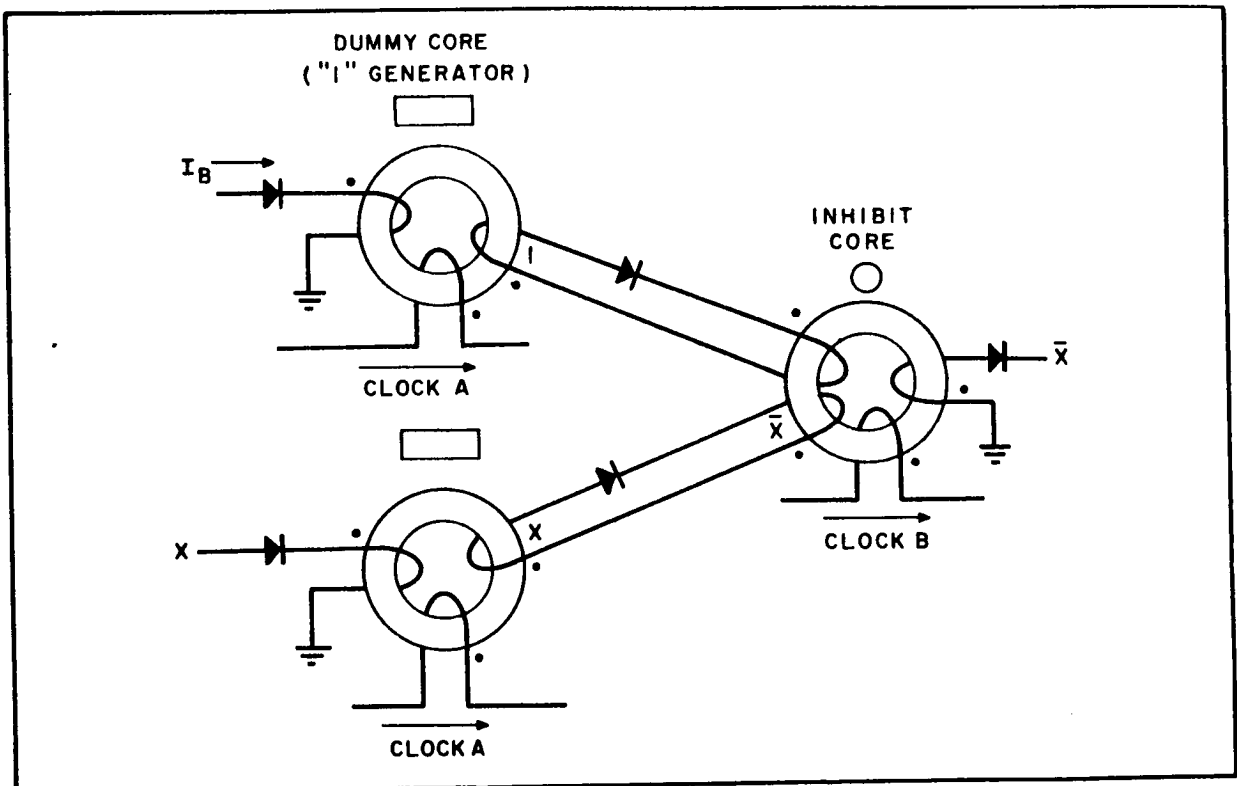 DUMMY CORE
("1" GENERATOR)
I_B
1
CLOCK A
INHIBIT
CORE
X̄
X̄
CLOCK B
X
X
CLOCK A